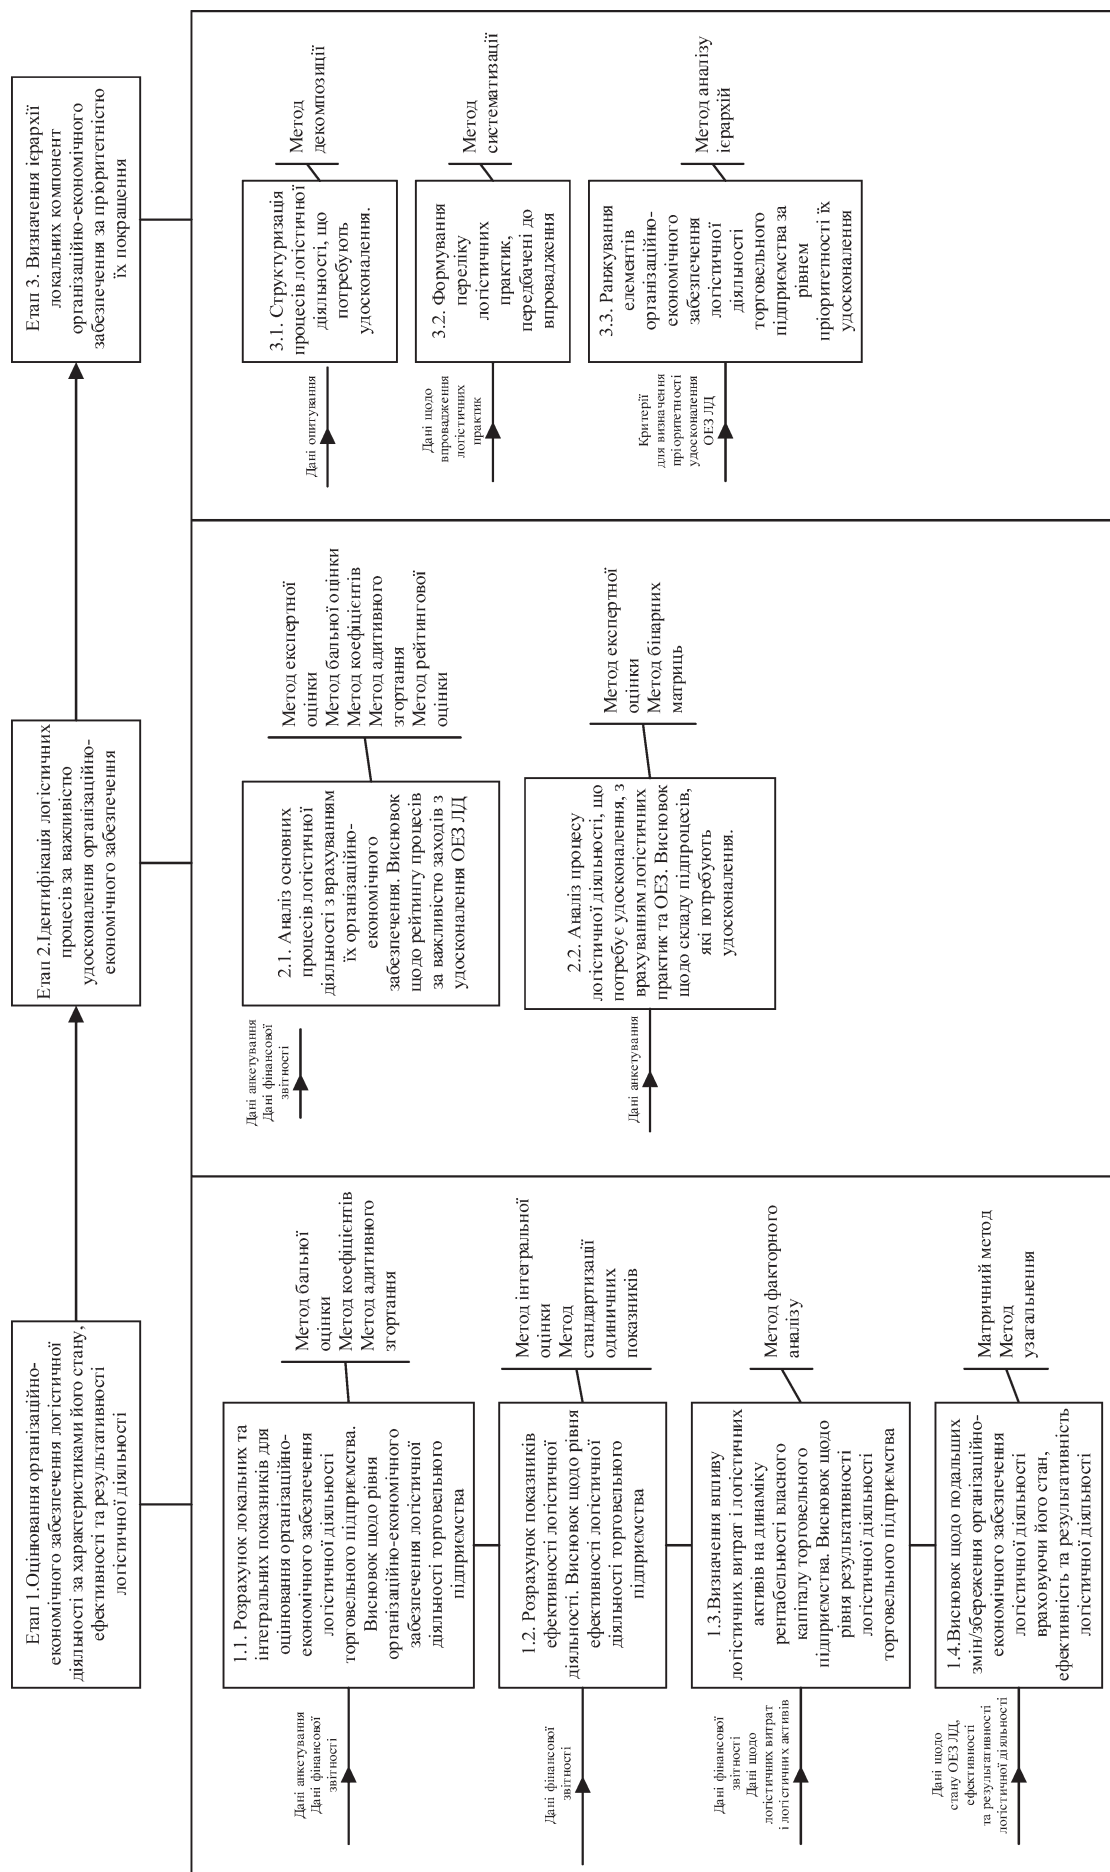 Етап 1.Оцінювання організаційно-
економічного забезпечення логістичної
діяльності за характеристиками його стану,
ефективності та результативності
логістичної діяльності
Дані анкетування
Дані фінансової
звітності
1.1. Розрахунок локальних та
інтегральних показників для
оцінювання організаційно-
економічного забезпечення
логістичної діяльності
торговельного підприємства.
Висновок щодо рівня
організаційно-економічного
забезпечення логістичної
діяльності торговельного
підприємства
Метод бальної
оцінки
Метод коефіцієнтів
Метод адитивного
згортання
Дані фінансової
звітності
1.2. Розрахунок показників
ефективності логістичної
діяльності. Висновок щодо рівня
ефективності логістичної
діяльності торговельного
підприємства
Метод інтегральної
оцінки
Метод
стандартизації
одиничних
показників
Дані фінансової
звітності
Дані щодо
логістичних витрат
і логістичних активів
1.3.Визначення впливу
логістичних витрат і логістичних
активів на динаміку
рентабельності власного
капіталу торговельного
підприємства. Висновок щодо
рівня результативності
логістичної діяльності
торговельного підприємства
Метод факторного
аналізу
Дані щодо
стану ОЕЗ ЛД,
ефективності
та результативності
логістичної діяльності
1.4.Висновок щодо подальших
змін/збереження організаційно-
економічного забезпечення
логістичної діяльності
враховуючи його стан,
ефективність та результативність
логістичної діяльності
Матричний метод
Метод
узагальнення
Етап 2.Ідентифікація логістичних
процесів за важливістю
удосконалення організаційно-
економічного забезпечення
Дані анкетування
Дані фінансової
звітності
2.1. Аналіз основних
процесів логістичної
діяльності з врахуванням
їх організаційно-
економічного
забезпечення. Висновок
щодо рейтингу процесів
за важливістю заходів з
удосконалення ОЕЗ ЛД
Метод експертної
оцінки
Метод бальної оцінки
Метод коефіцієнтів
Метод адитивного
згортання
Метод рейтингової
оцінки
Дані анкетування
2.2. Аналіз процесу
логістичної діяльності, що
потребує удосконалення, з
врахуванням логістичних
практик та ОЕЗ. Висновок
щодо складу підпроцесів,
які потребують
удосконалення.
Метод експертної
оцінки
Метод бінарних
матриць
Етап 3. Визначення ієрархії
локальних компонент
організаційно-економічного
забезпечення за пріоритетністю
їх покращення
Дані опитування
3.1. Структуризація
процесів логістичної
діяльності, що
потребують
удосконалення.
Метод
декомпозиції
Дані щодо
впровадження
логістичних
практик
3.2. Формування
переліку
логістичних
практик,
передбачені до
впровадження
Метод
систематизації
Критерії
для визначення
пріоритетності
удосконалення
ОЕЗ ЛД
3.3. Ранжування
елементів
організаційно-
економічного
забезпечення
логістичної
діяльності
торговельного
підприємства за
рівнем
пріоритетності їх
удосконалення
Метод аналізу
ієрархій